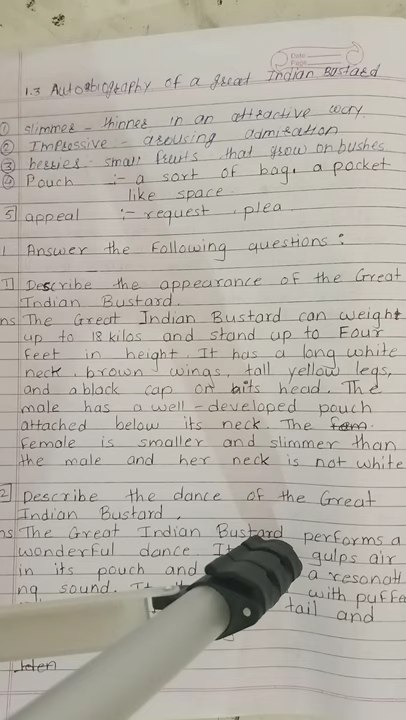 Date
Page
1.3 Autobiography of a great Indian Bustard
① slimmer - thinner in an attractive way.
② Impressive - arousing admiration
③ berries - small fruits that grow on bushes
④ Pouch :- a sort of bag. a pocket
like space.
5 appeal :- request, plea
1 Answer the Following questions:
1] Describe the appearance of the Great
Indian Bustard.
ns The Great Indian Bustard can weight
up to 18 kilos and stand up to Four
feet in height. It has a long white
neck, brown wings, tall yellow legs,
and a black cap on its head. The
male has a well-developed pouch
attached below its neck. The
female is smaller and slimmer than
the male and her neck is not white
2] Describe the dance of the Great
Indian Bustard.
ns The Great Indian Bustard performs a
wonderful dance. It gulps air
in its pouch and a resonati
ng sound. with puffe
tail and